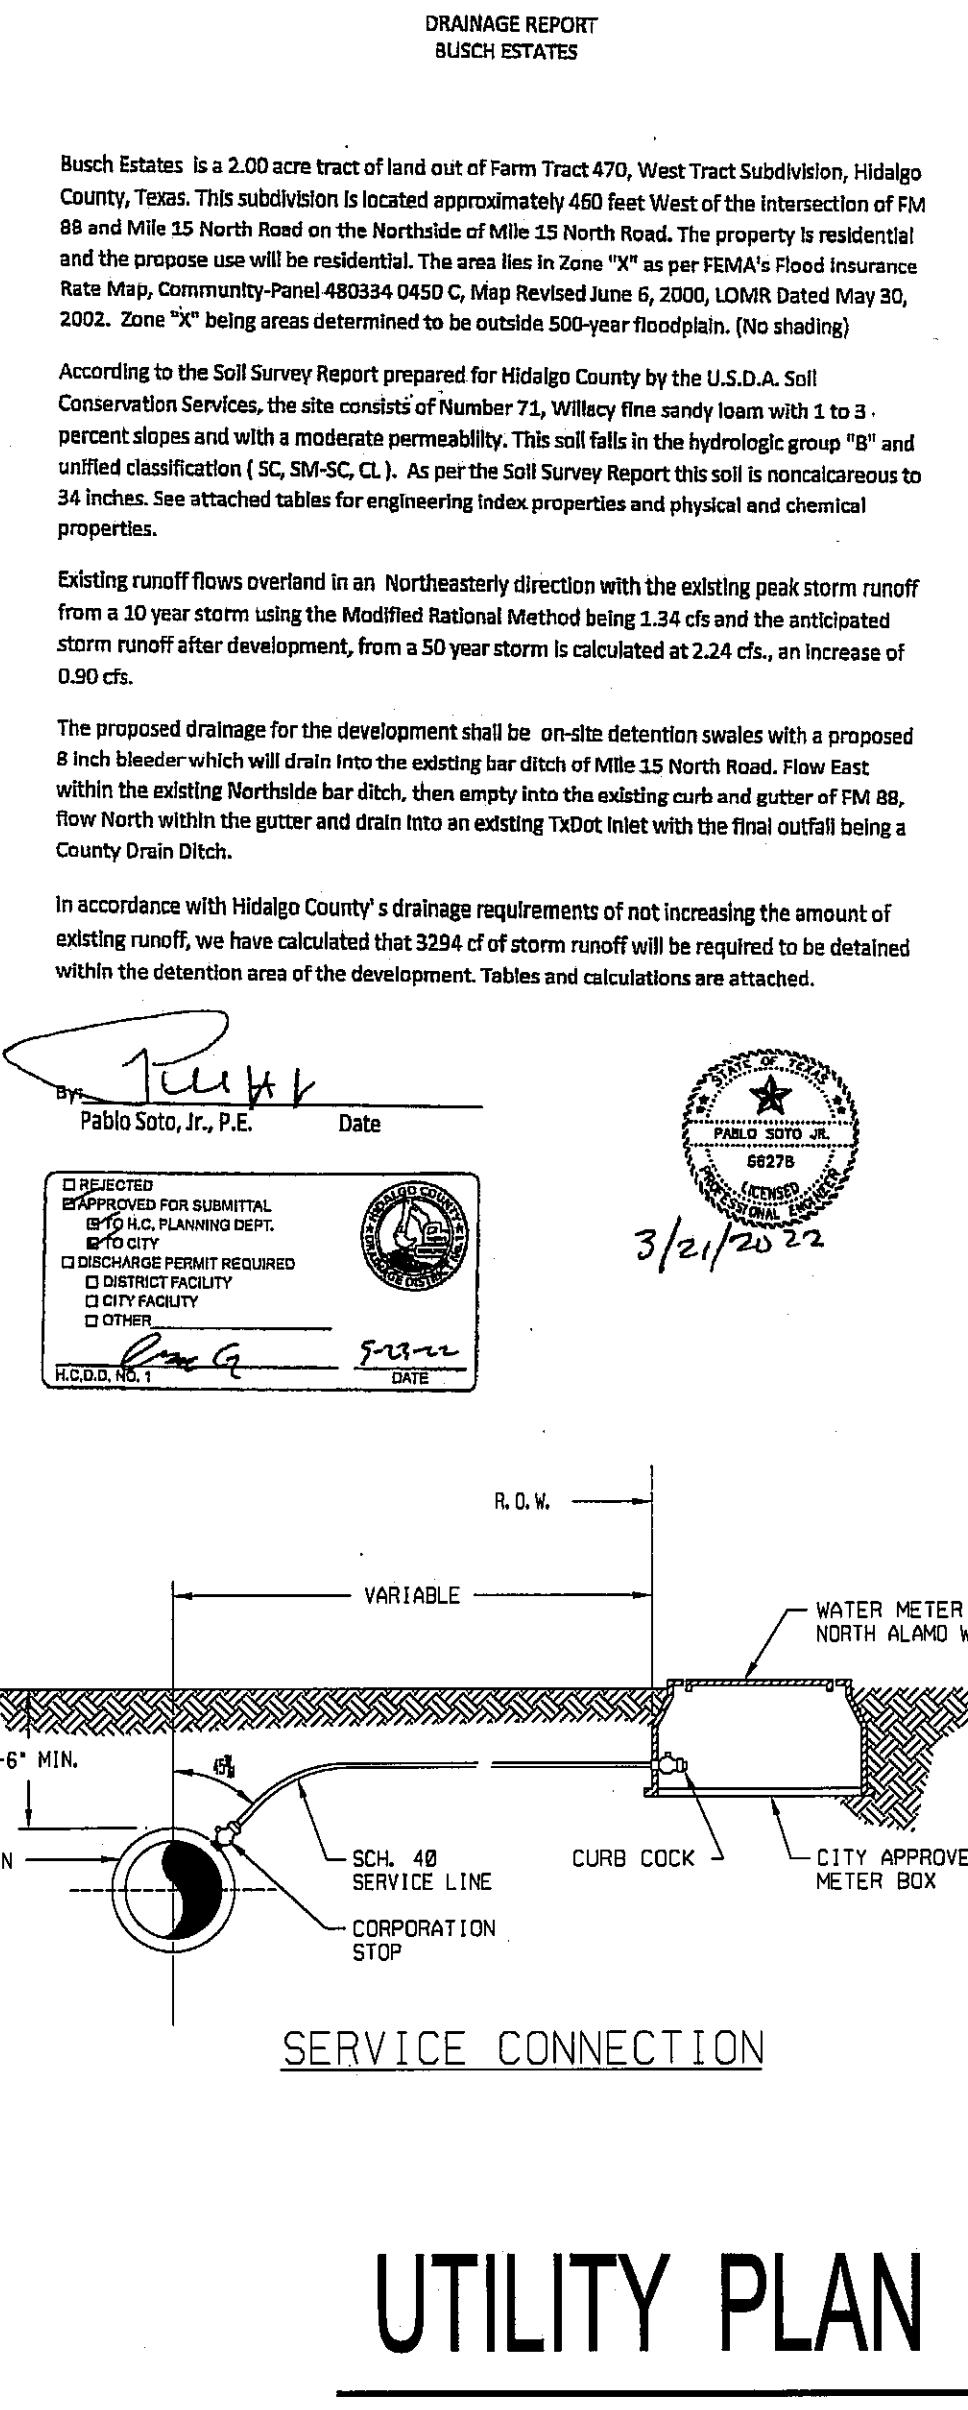 DRAINAGE REPORT
BUSCH ESTATES
Busch Estates is a 2.00 acre tract of land out of Farm Tract 470, West Tract Subdivision, Hidalgo
County, Texas. This subdivision is located approximately 460 feet West of the intersection of FM
88 and Mile 15 North Road on the Northside of Mile 15 North Road. The property is residential
and the propose use will be residential. The area lies in Zone "X" as per FEMA's Flood Insurance
Rate Map, Community-Panel 480334 0450 C, Map Revised June 6, 2000, LOMR Dated May 30,
2002. Zone "X" being areas determined to be outside 500-year floodplain. (No shading)
According to the Soil Survey Report prepared for Hidalgo County by the U.S.D.A. Soil
Conservation Services, the site consists of Number 71, Willacy fine sandy loam with 1 to 3
percent slopes and with a moderate permeability. This soil falls in the hydrologic group "B" and
unified classification ( SC, SM-SC, CL ). As per the Soil Survey Report this soil is noncalcareous to
34 inches. See attached tables for engineering index properties and physical and chemical
properties.
Existing runoff flows overland in an Northeasterly direction with the existing peak storm runoff
from a 10 year storm using the Modified Rational Method being 1.34 cfs and the anticipated
storm runoff after development, from a 50 year storm is calculated at 2.24 cfs., an increase of
0.90 cfs.
The proposed drainage for the development shall be on-site detention swales with a proposed
8 inch bleeder which will drain into the existing bar ditch of Mile 15 North Road. Flow East
within the existing Northside bar ditch, then empty into the existing curb and gutter of FM 88,
flow North within the gutter and drain into an existing TxDot inlet with the final outfall being a
County Drain Ditch.
In accordance with Hidalgo County' s drainage requirements of not increasing the amount of
existing runoff, we have calculated that 3294 cf of storm runoff will be required to be detained
within the detention area of the development. Tables and calculations are attached.
By:
Pablo Soto, Jr., P.E. Date
STATE OF TEXAS
PABLO SOTO JR.
66278
LICENSED
PROFESSIONAL ENGINEER
3/21/2022
REJECTED
APPROVED FOR SUBMITTAL
TO H.C. PLANNING DEPT.
TO CITY
DISCHARGE PERMIT REQUIRED
DISTRICT FACILITY
CITY FACILITY
OTHER
HIDALGO COUNTY
DRAINAGE DISTRICT No. 1
5-23-22
H.C.D.D. NO. 1 DATE
R.O.W.
VARIABLE
WATER METER
NORTH ALAMO W
-6" MIN.
45°
N
SCH. 40
SERVICE LINE
CURB COCK
CITY APPROVE
METER BOX
CORPORATION
STOP
SERVICE CONNECTION
UTILITY PLAN